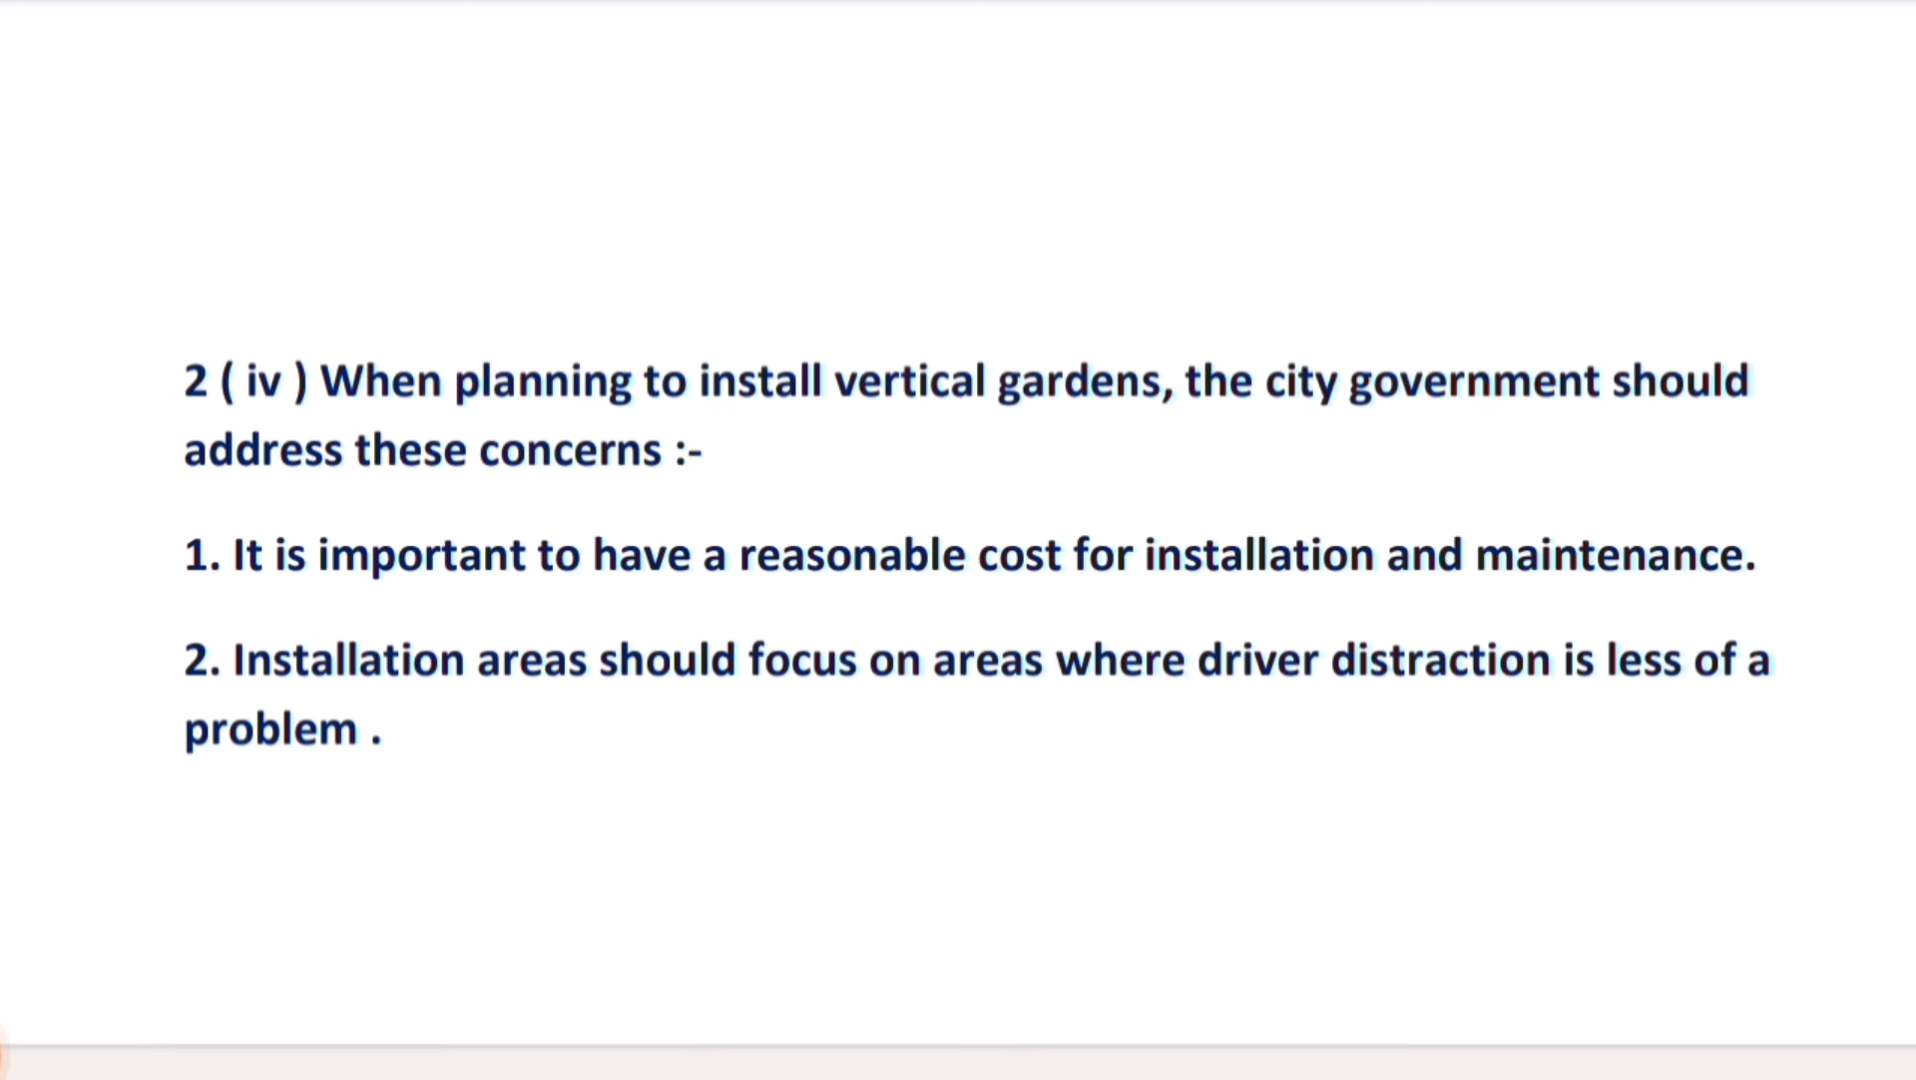 2 ( iv ) When planning to install vertical gardens, the city government should
address these concerns :-
1. It is important to have a reasonable cost for installation and maintenance.
2. Installation areas should focus on areas where driver distraction is less of a
problem .